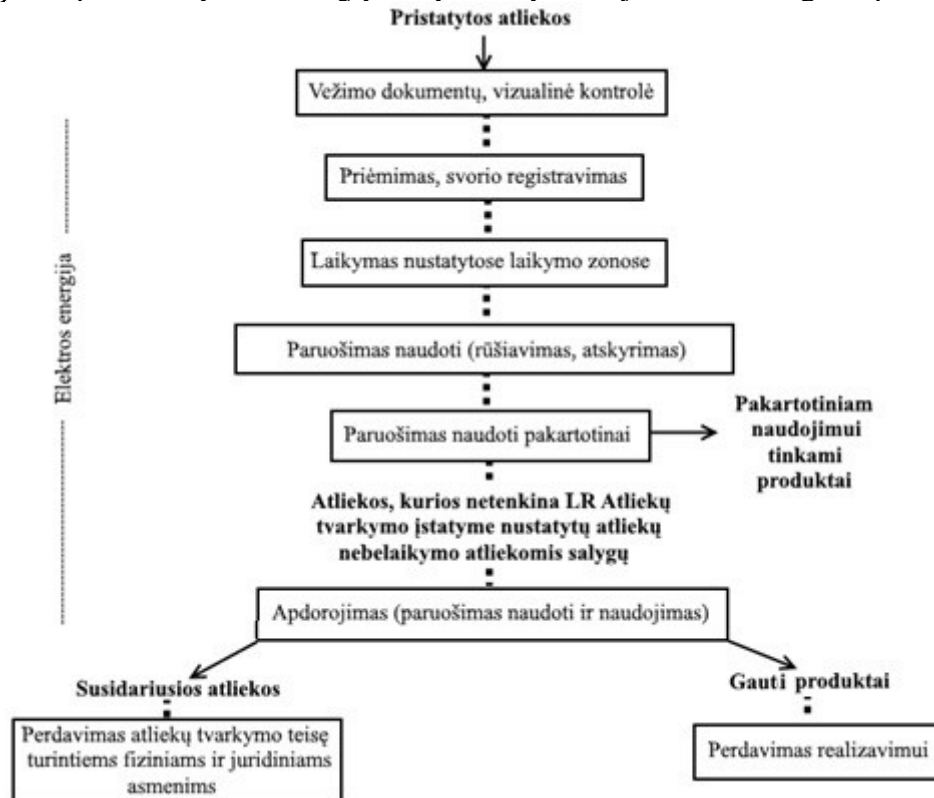 Pristatytos atliekos
Vežimo dokumentų, vizualinė kontrolė
Priėmimas, svorio registravimas
Laikymas nustatytose laikymo zonose
Elektros energija
Paruošimas naudoti (rūšiavimas, atskyrimas)
Paruošimas naudoti pakartotinai
Pakartotiniam
naudojimui
tinkami
produktai
Atliekos, kurios netenkina LR Atliekų
tvarkymo įstatyme nustatytų atliekų
nebelaikymo atliekomis salygų
Apdorojimas (paruošimas naudoti ir naudojimas)
Susidariusios atliekos
Gauti produktai
Perdavimas atliekų tvarkymo teisę
turintiems fiziniams ir juridiniams
asmenims
Perdavimas realizavimui